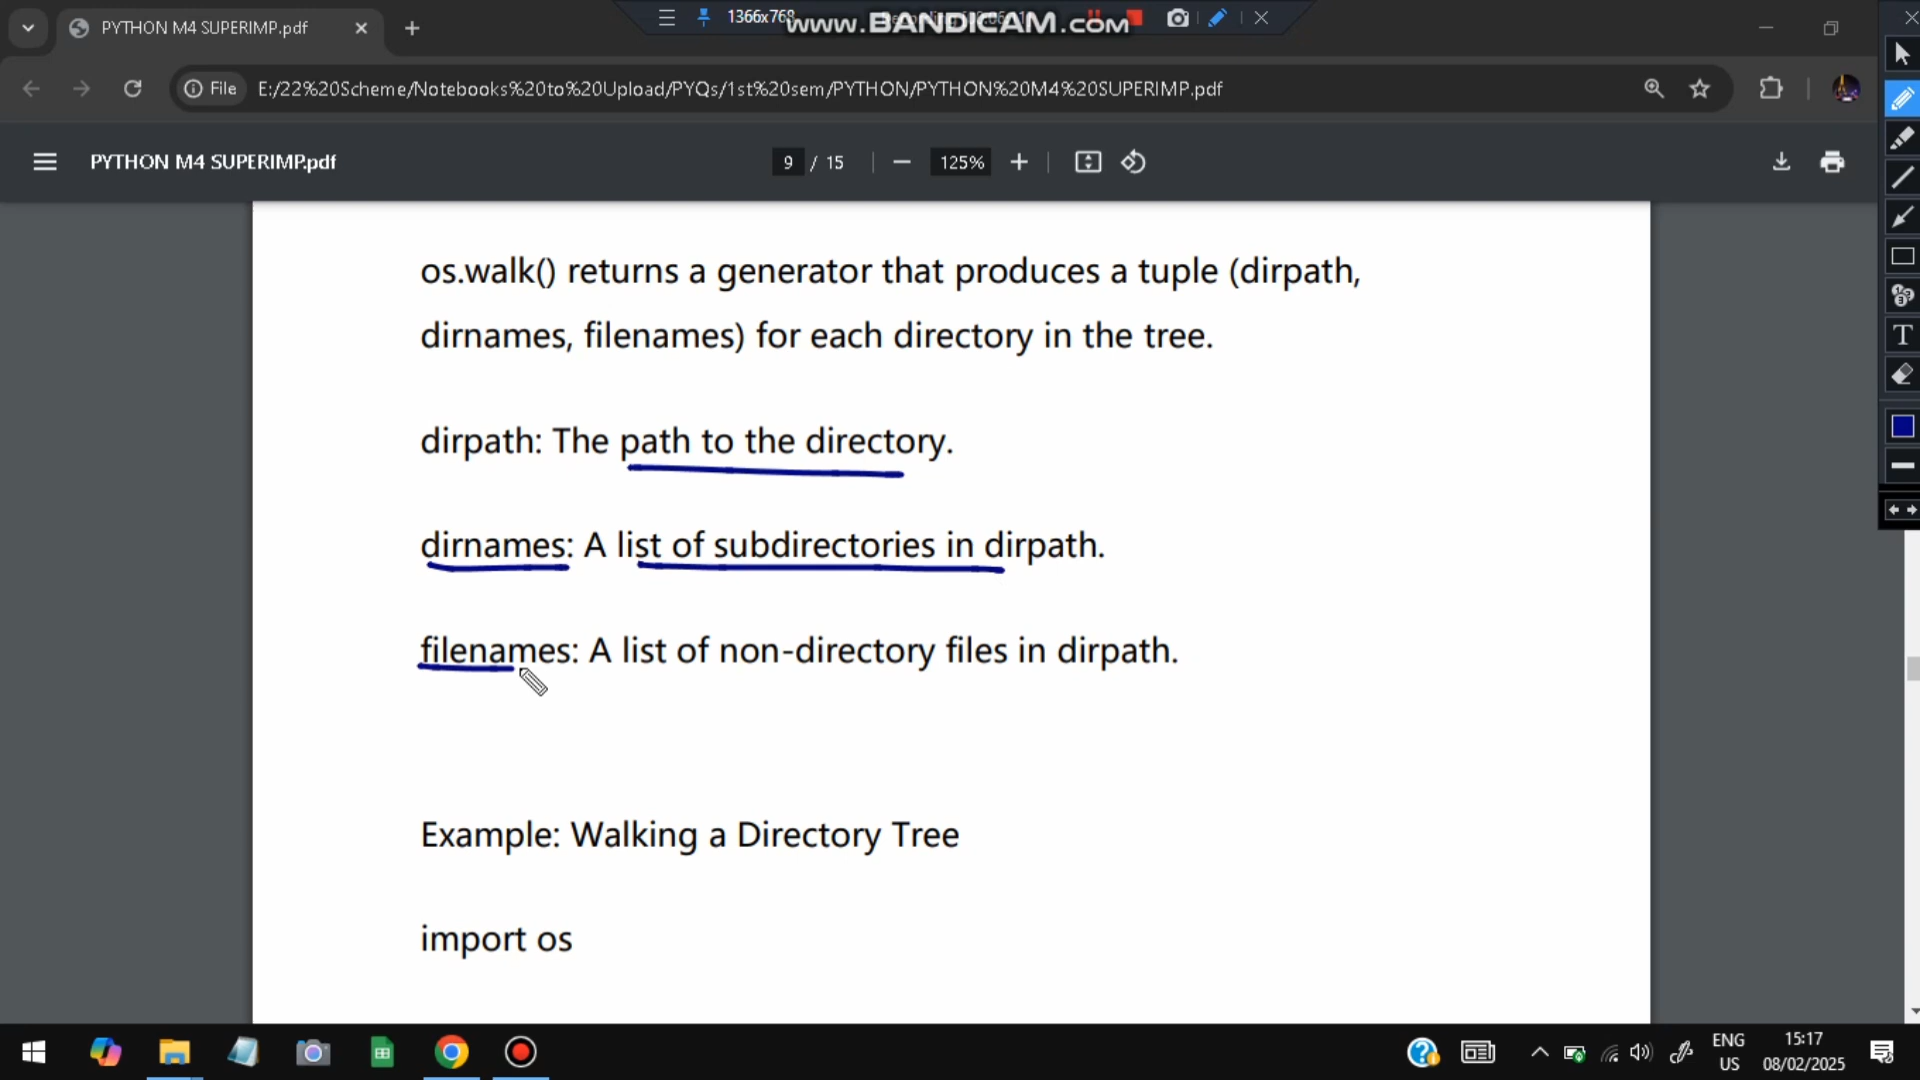 PYTHON M4 SUPERIMP.pdf
1366x768
www.BANDICAM.com
File
E:/22%20Scheme/Notebooks%20to%20Upload/PYQs/1st%20sem/PYTHON/PYTHON%20M4%20SUPERIMP.pdf
PYTHON M4 SUPERIMP.pdf
9 / 15
125%
os.walk() returns a generator that produces a tuple (dirpath,
dirnames, filenames) for each directory in the tree.
dirpath: The path to the directory.
dirnames: A list of subdirectories in dirpath.
filenames: A list of non-directory files in dirpath.
Example: Walking a Directory Tree
import os
ENG
US
15:17
08/02/2025